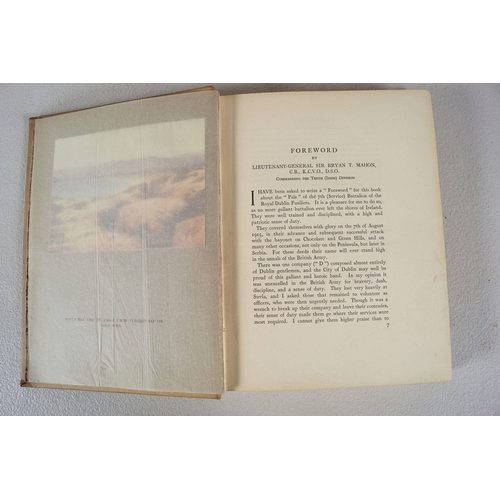 FOREWORD
BY
LIEUTENANT-GENERAL SIR BRYAN T. MAHON,
C.B., K.C.V.O., D.S.O.
COMMANDING THE TENTH (IRISH) DIVISION
I HAVE been asked to write a "Foreword" for this book
about the "Pals" of the 7th (Service) Battalion of the
Royal Dublin Fusiliers. It is a pleasure for me to do so,
as no more gallant battalion ever left the shores of Ireland.
They were well trained and disciplined, with a high and
patriotic sense of duty.
They covered themselves with glory on the 7th of August
1915, in their advance and subsequent successful attack
with the bayonet on Chocolate and Green Hills, and on
many other occasions, not only on the Peninsula, but later in
Serbia. For these deeds their name will ever stand high
in the annals of the British Army.
There was one company ("D") composed almost entirely
of Dublin gentlemen, and the City of Dublin may well be
proud of this gallant and heroic band. In my opinion it
was unravelled in the British Army for bravery, dash,
discipline, and a sense of duty. They lost very heavily at
Suvla, and I asked those that remained to volunteer as
officers, who were then urgently needed. Though it was a
wrench to break up their company and leave their comrades,
their sense of duty made them go where their services were
most required. I cannot give them higher praise than to
7